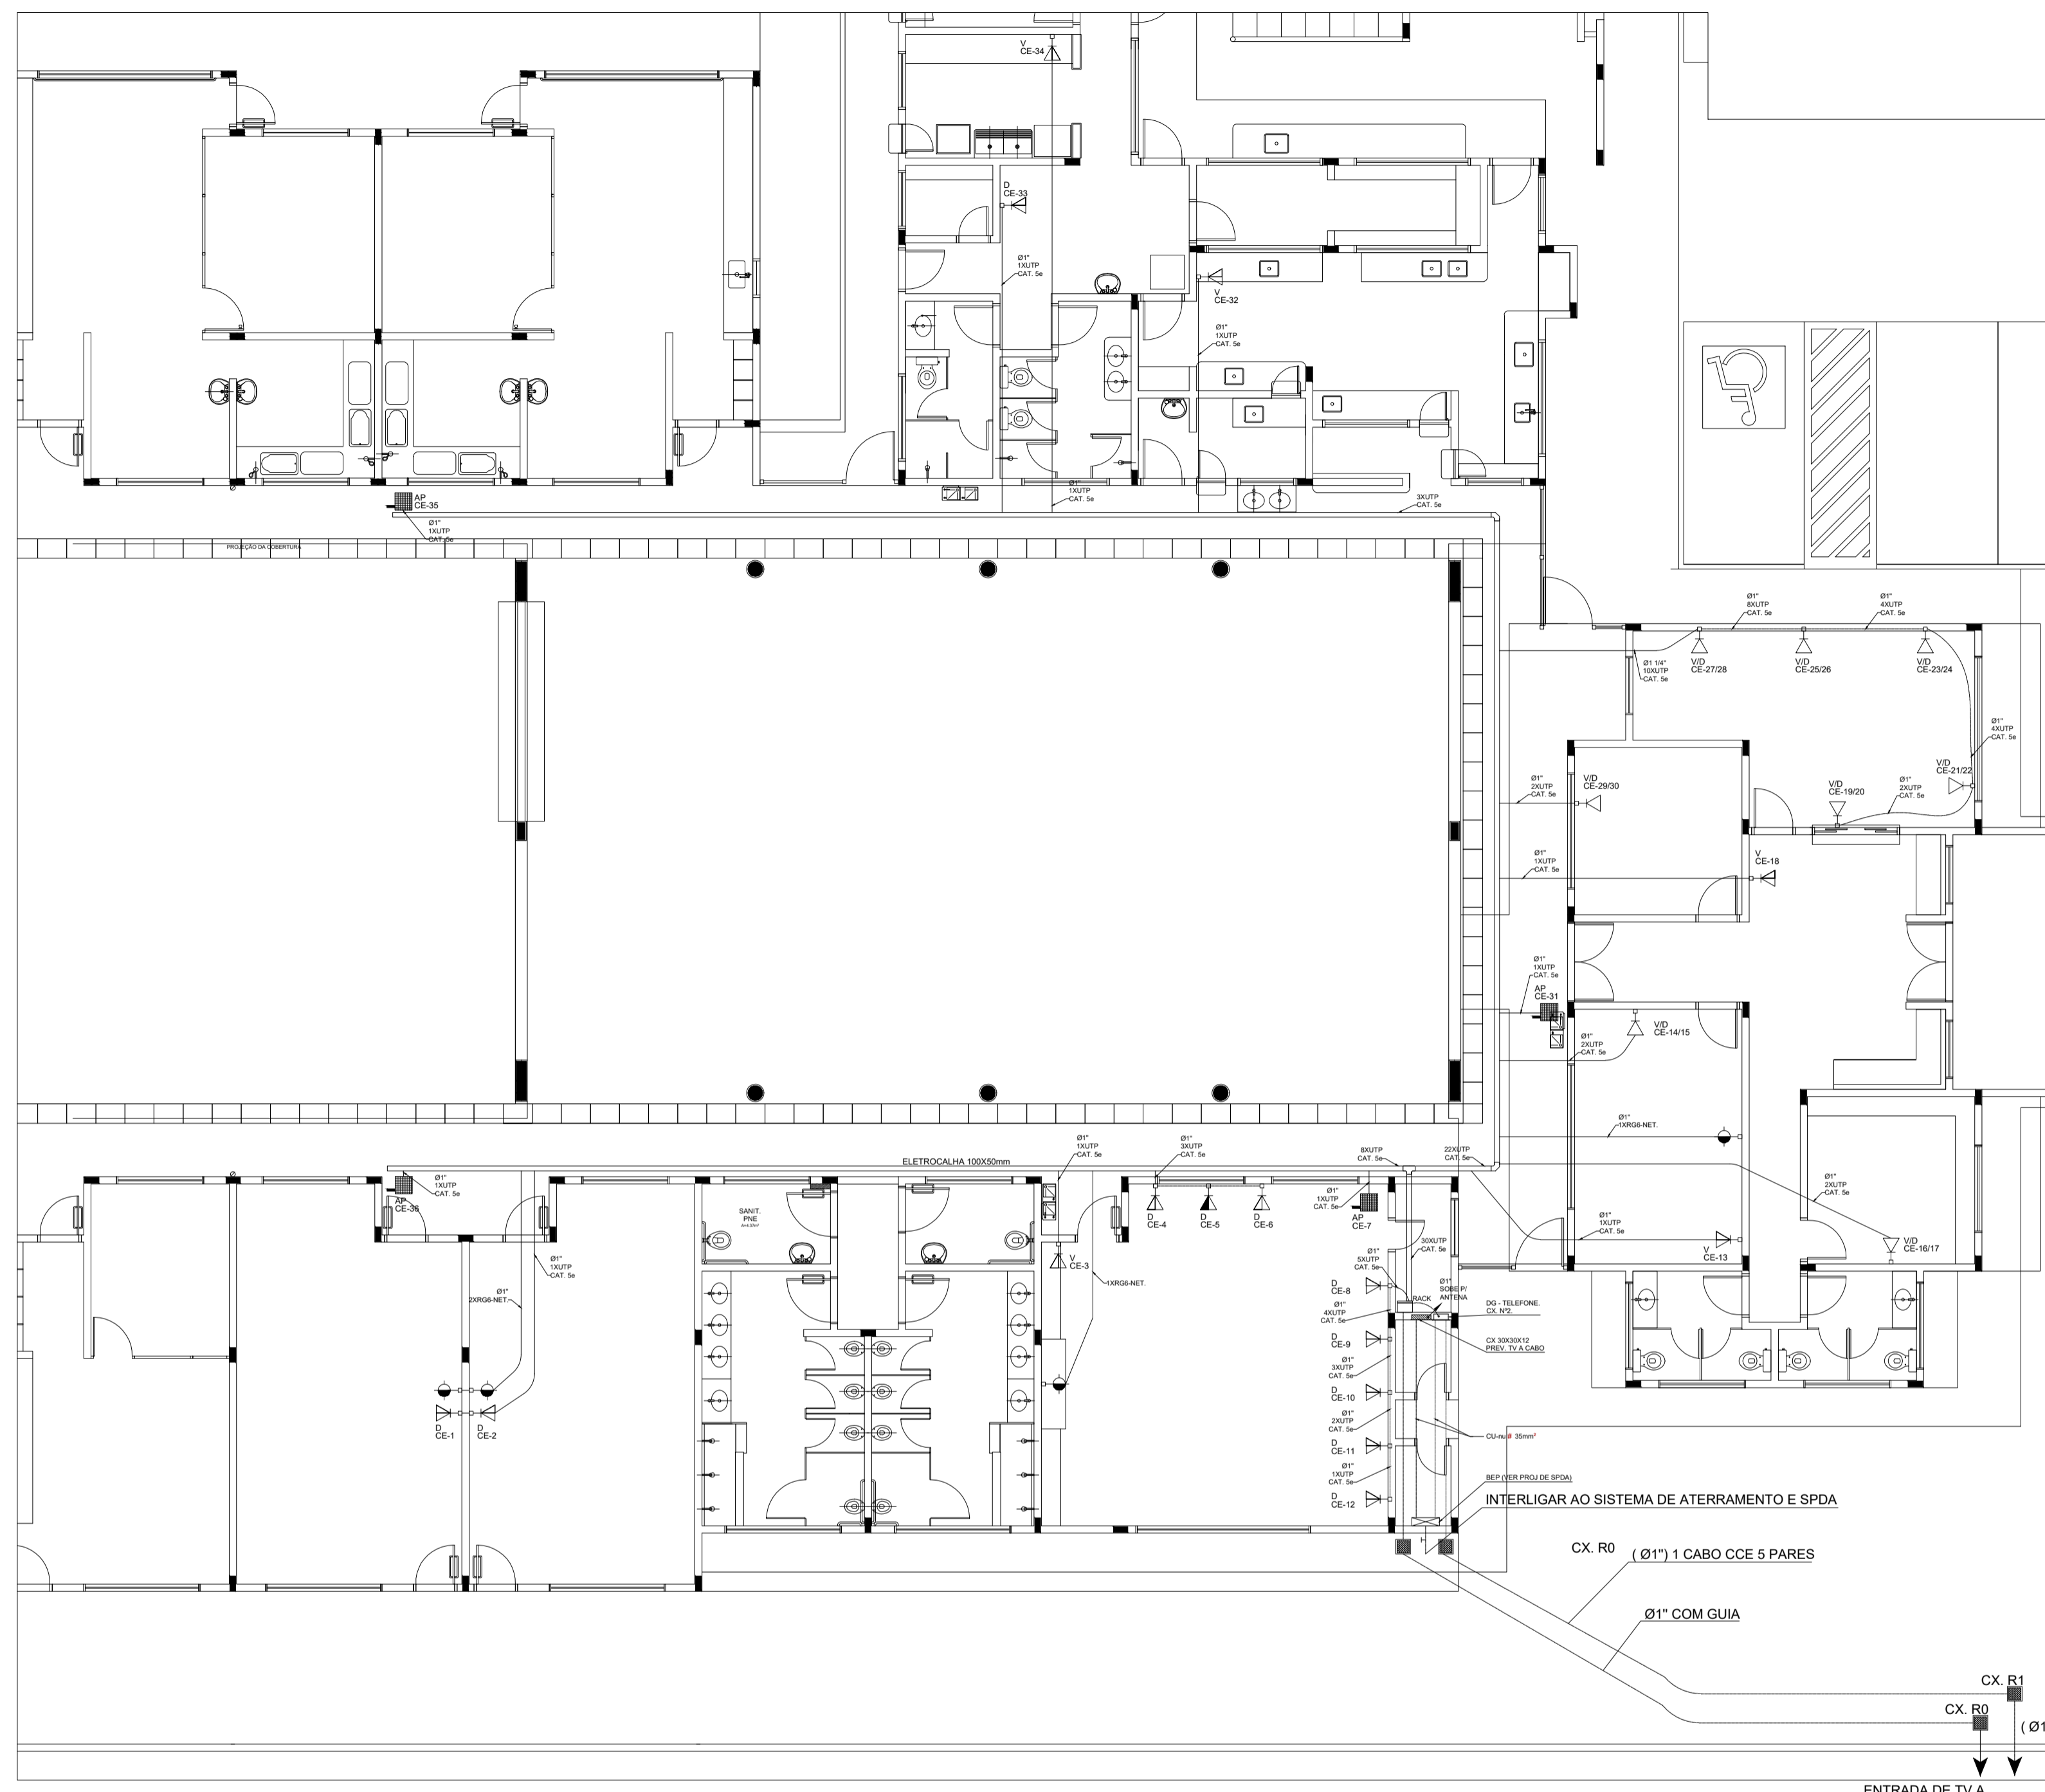 V
CE-34
D
CE-33
Ø1"
1XUTP
CAT. 5e
V
CE-32
Ø1"
1XUTP
CAT. 5e
AP
CE-35
Ø1"
1XUTP
CAT. 5e
Ø1"
1XUTP
CAT. 5e
3XUTP
CAT. 5e
PROJEÇÃO DA COBERTURA
Ø1"
8XUTP
CAT. 5e
Ø1"
4XUTP
CAT. 5e
V/D
CE-27/28
V/D
CE-25/26
V/D
CE-23/24
Ø1 1/4"
10XUTP
CAT. 5e
Ø1"
4XUTP
CAT. 5e
V/D
CE-21/22
Ø1"
2XUTP
CAT. 5e
V/D
CE-29/30
V/D
CE-19/20
Ø1"
2XUTP
CAT. 5e
Ø1"
1XUTP
CAT. 5e
V
CE-18
Ø1"
1XUTP
CAT. 5e
AP
CE-31
V/D
CE-14/15
Ø1"
2XUTP
CAT. 5e
Ø1"
1XRG6-NET.
ELETROCALHA 100X50mm
Ø1"
1XUTP
CAT. 5e
Ø1"
3XUTP
CAT. 5e
8XUTP
CAT. 5e
22XUTP
CAT. 5e
AP
CE-36
Ø1"
1XUTP
CAT. 5e
SANIT.
PNE
D
CE-4
D
CE-5
D
CE-6
Ø1"
1XUTP
CAT. 5e
AP
CE-7
Ø1"
2XUTP
CAT. 5e
Ø1"
1XUTP
CAT. 5e
V
CE-13
V/D
CE-16/17
Ø1"
1XUTP
CAT. 5e
Ø1"
2XRG6-NET.
V
CE-3
1XRG6-NET.
30XUTP
CAT. 5e
Ø1"
5XUTP
CAT. 5e
D
CE-8
RACK
Ø1"
SOBE P/
ANTENA
DG - TELEFONE.
CX. Nº2.
Ø1"
4XUTP
CAT. 5e
D
CE-9
CX 30X30X12
PREV. TV A CABO
Ø1"
3XUTP
CAT. 5e
D
CE-10
Ø1"
2XUTP
CAT. 5e
D
CE-1
D
CE-2
CU-nu # 35mm²
D
CE-11
Ø1"
1XUTP
CAT. 5e
BEP (VER PROJ DE SPDA)
D
CE-12
INTERLIGAR AO SISTEMA DE ATERRAMENTO E SPDA
CX. R0
( Ø1") 1 CABO CCE 5 PARES
Ø1" COM GUIA
CX. R1
CX. R0
( Ø1
ENTRADA DE TV A